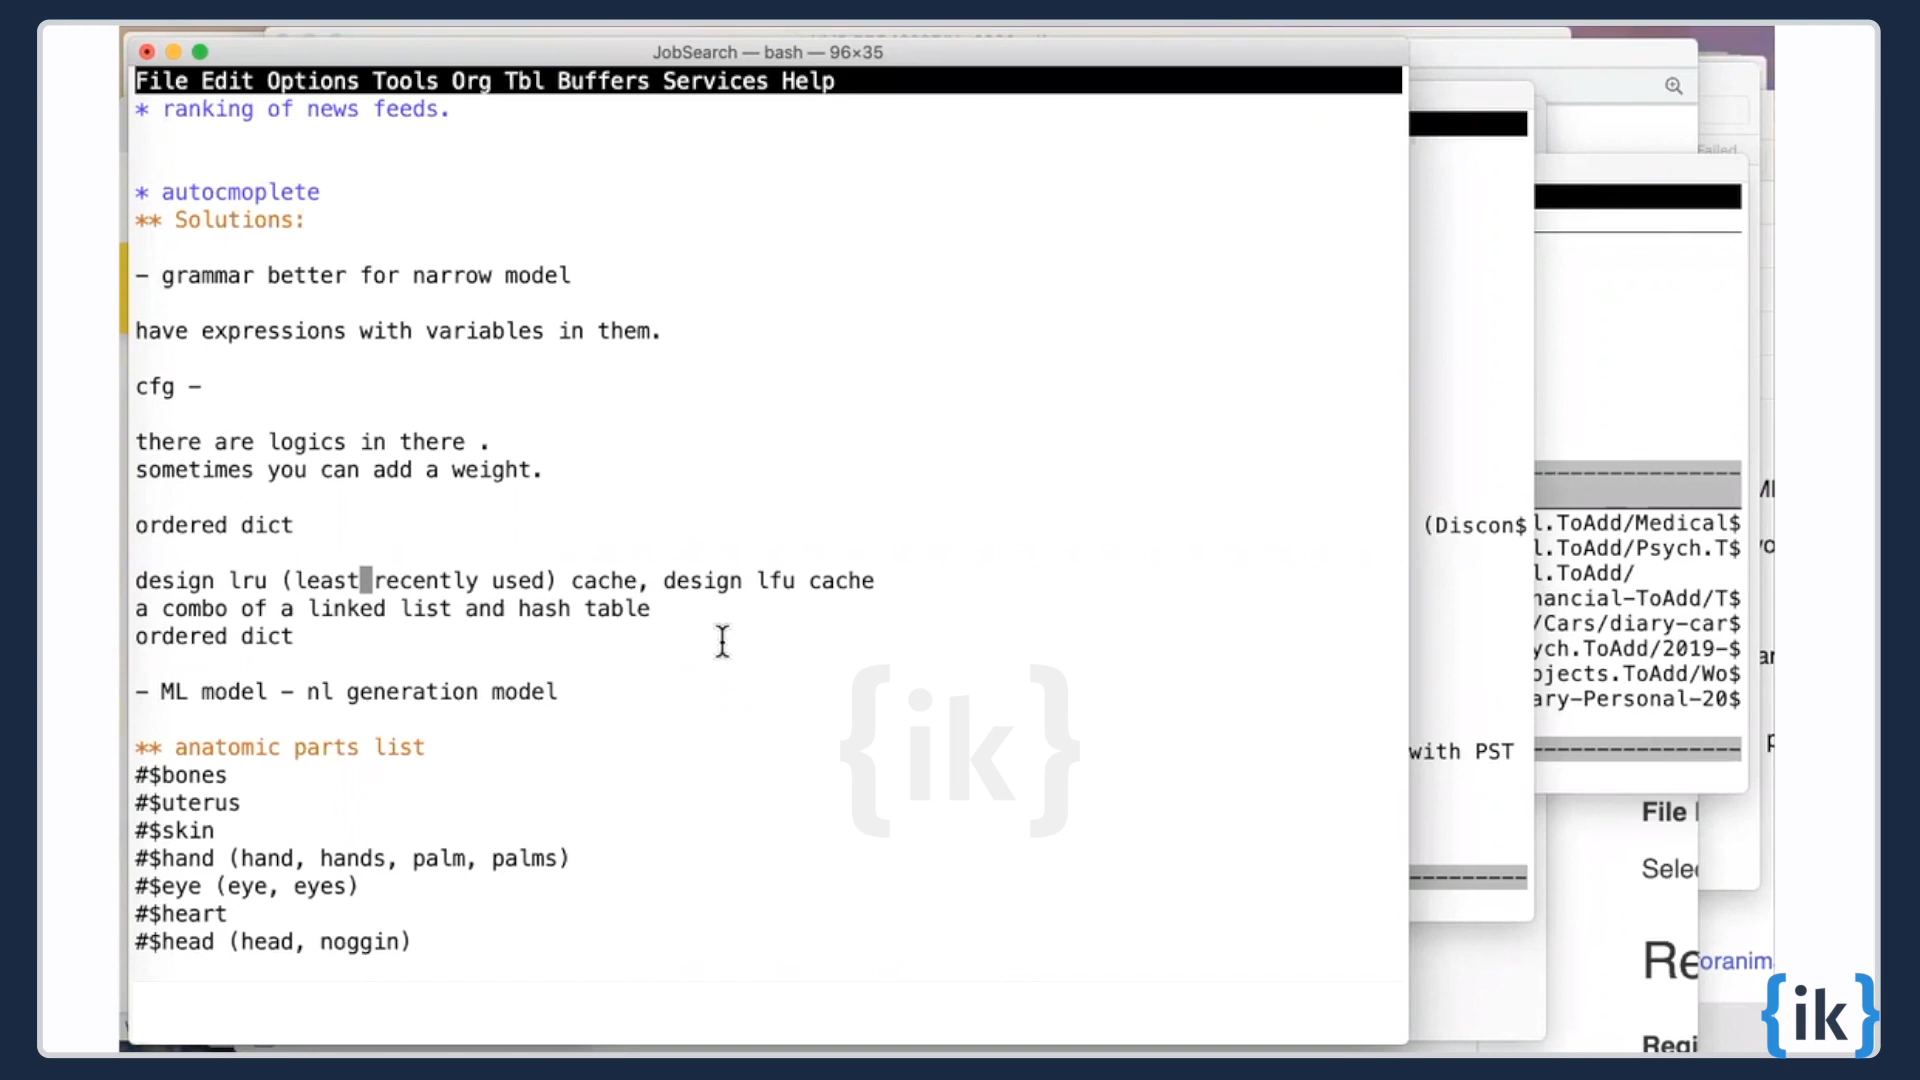 JobSearch — bash — 96×35
File Edit Options Tools Org Tbl Buffers Services Help
* ranking of news feeds.
* autocmoplete
** Solutions:
- grammar better for narrow model
have expressions with variables in them.
cfg -
there are logics in there .
sometimes you can add a weight.
ordered dict
design lru (least recently used) cache, design lfu cache
a combo of a linked list and hash table
ordered dict
- ML model - nl generation model
** anatomic parts list
#$bones
#$uterus
#$skin
#$hand (hand, hands, palm, palms)
#$eye (eye, eyes)
#$heart
#$head (head, noggin)
{ik}
(Discon$
with PST
Failed
l.ToAdd/Medical$
l.ToAdd/Psych.T$
l.ToAdd/
nancial-ToAdd/T$
/Cars/diary-car$
ych.ToAdd/2019-$
ojects.ToAdd/Wo$
ary-Personal-20$
File
Selec
Re
oranim
Regi
{ik}